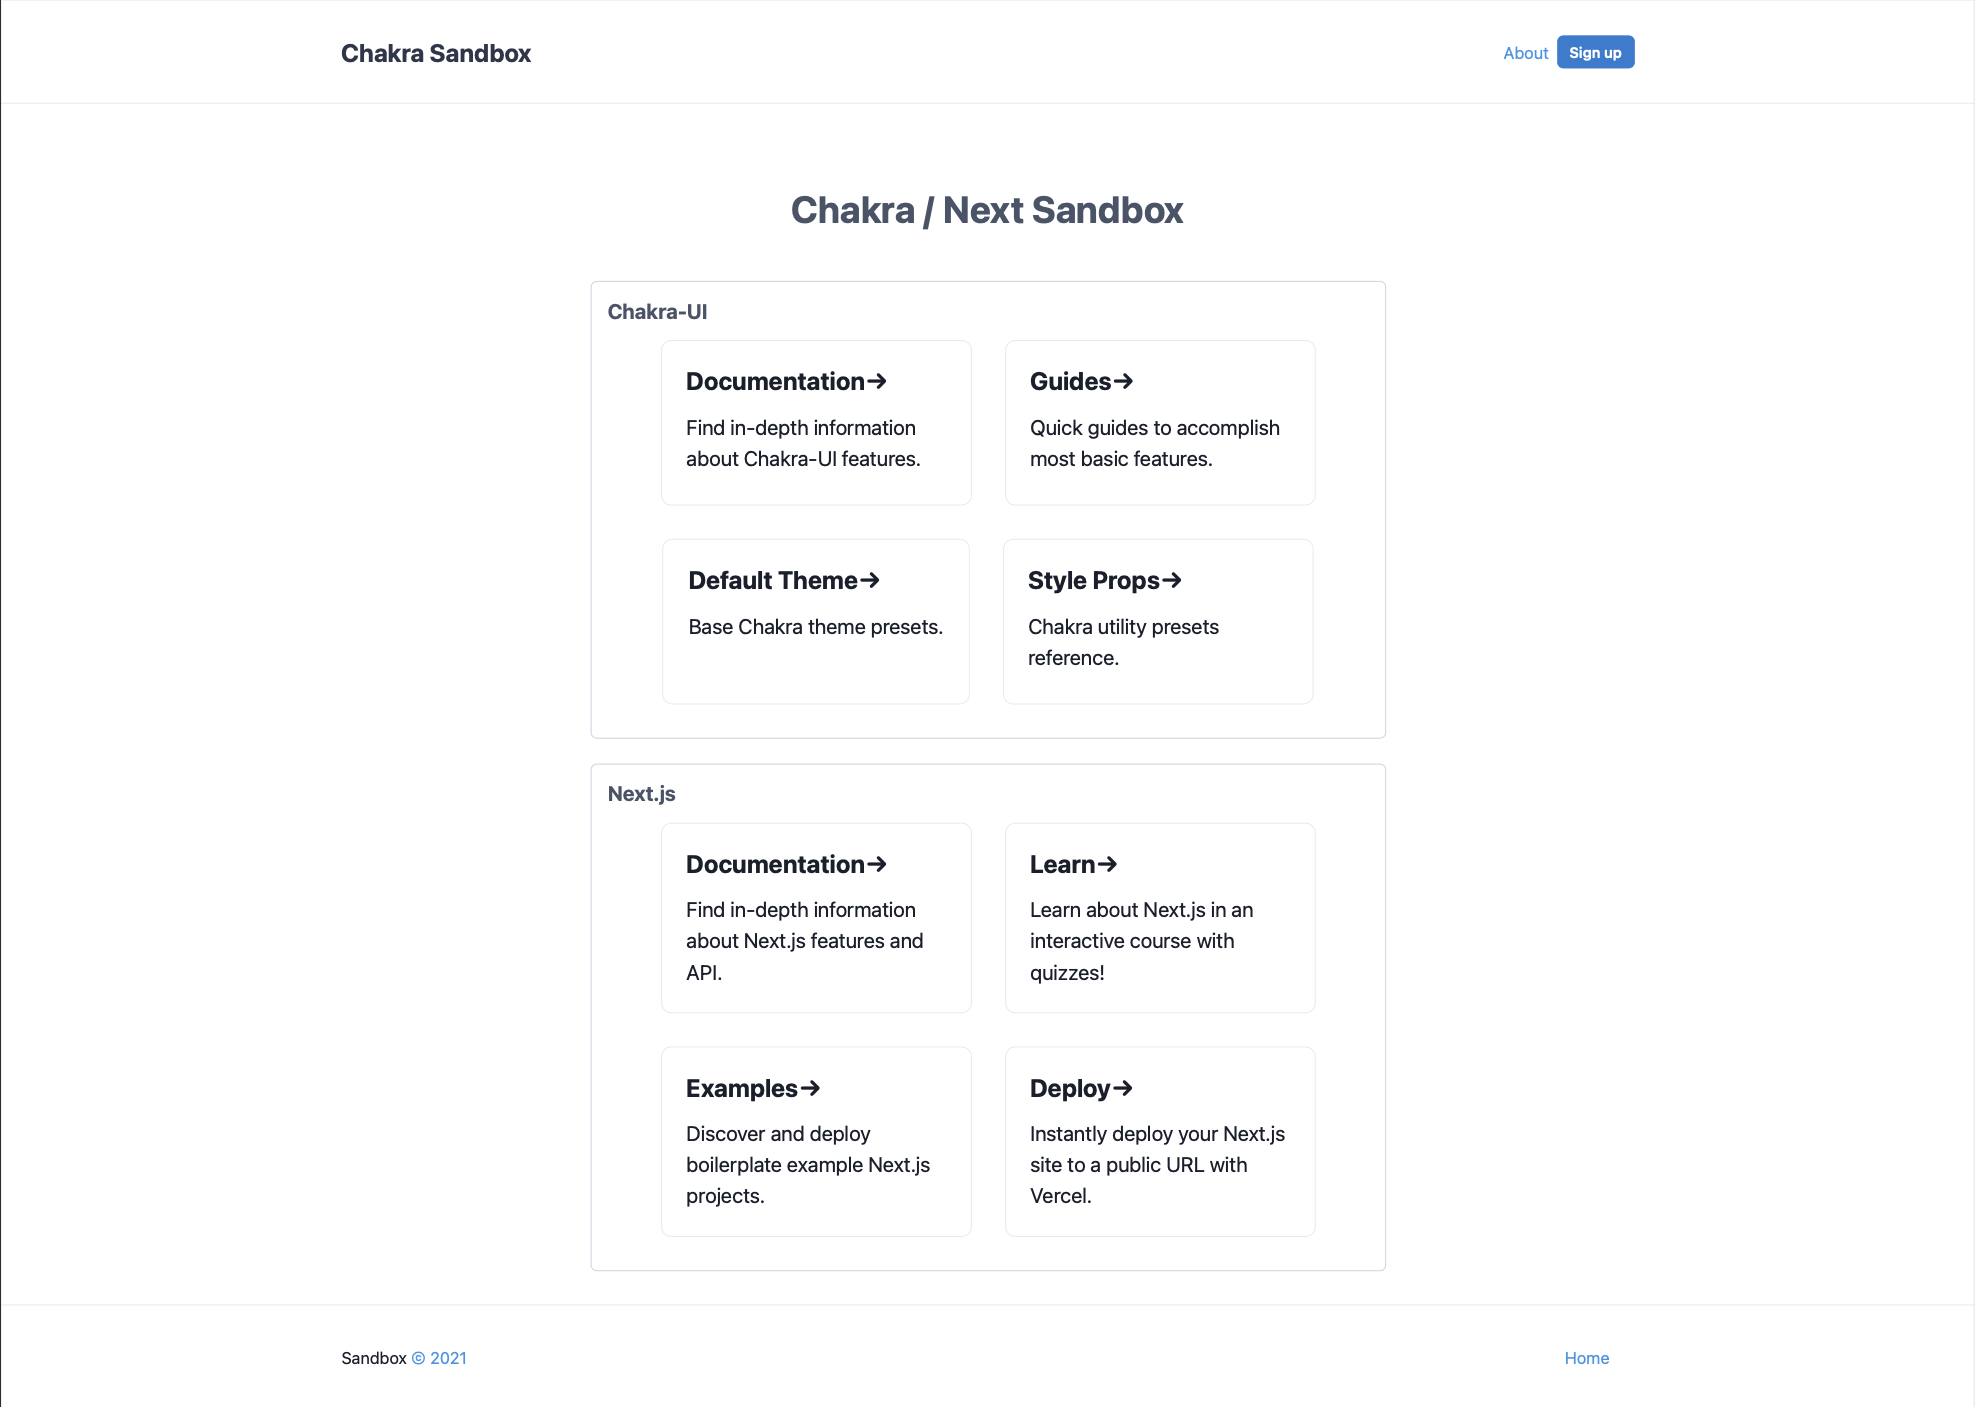 Chakra Sandbox
About
Sign up
Chakra / Next Sandbox
Chakra-UI
Documentation→
Find in-depth information
about Chakra-UI features.
Guides→
Quick guides to accomplish
most basic features.
Default Theme→
Base Chakra theme presets.
Style Props→
Chakra utility presets
reference.
Next.js
Documentation→
Find in-depth information
about Next.js features and
API.
Learn→
Learn about Next.js in an
interactive course with
quizzes!
Examples→
Discover and deploy
boilerplate example Next.js
projects.
Deploy→
Instantly deploy your Next.js
site to a public URL with
Vercel.
Sandbox © 2021
Home